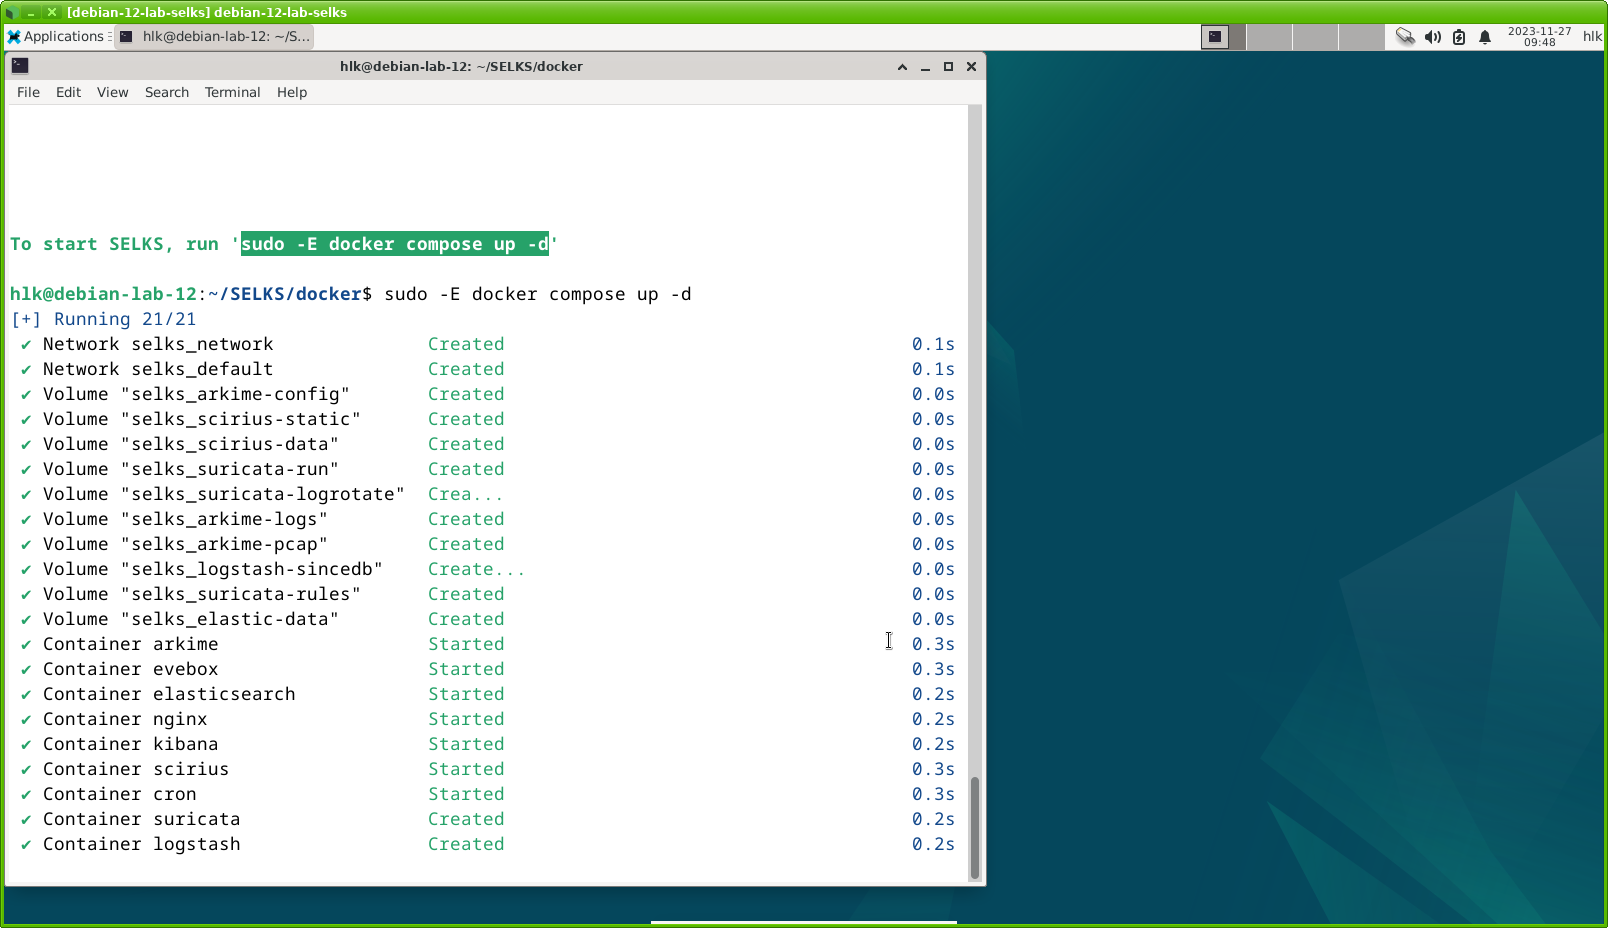 [debian-12-lab-selks] debian-12-lab-selks
Applications
hlk@debian-lab-12: ~/S...
2023-11-27
09:48
hlk
hlk@debian-lab-12: ~/SELKS/docker
File Edit View Search Terminal Help
To start SELKS, run 'sudo -E docker compose up -d'
hlk@debian-lab-12:~/SELKS/docker$ sudo -E docker compose up -d
[+] Running 21/21
✔ Network selks_network Created 0.1s
✔ Network selks_default Created 0.1s
✔ Volume "selks_arkime-config" Created 0.0s
✔ Volume "selks_scirius-static" Created 0.0s
✔ Volume "selks_scirius-data" Created 0.0s
✔ Volume "selks_suricata-run" Created 0.0s
✔ Volume "selks_suricata-logrotate" Crea... 0.0s
✔ Volume "selks_arkime-logs" Created 0.0s
✔ Volume "selks_arkime-pcap" Created 0.0s
✔ Volume "selks_logstash-sincedb" Create... 0.0s
✔ Volume "selks_suricata-rules" Created 0.0s
✔ Volume "selks_elastic-data" Created 0.0s
✔ Container arkime Started 0.3s
✔ Container evebox Started 0.3s
✔ Container elasticsearch Started 0.2s
✔ Container nginx Started 0.2s
✔ Container kibana Started 0.2s
✔ Container scirius Started 0.3s
✔ Container cron Started 0.3s
✔ Container suricata Created 0.2s
✔ Container logstash Created 0.2s